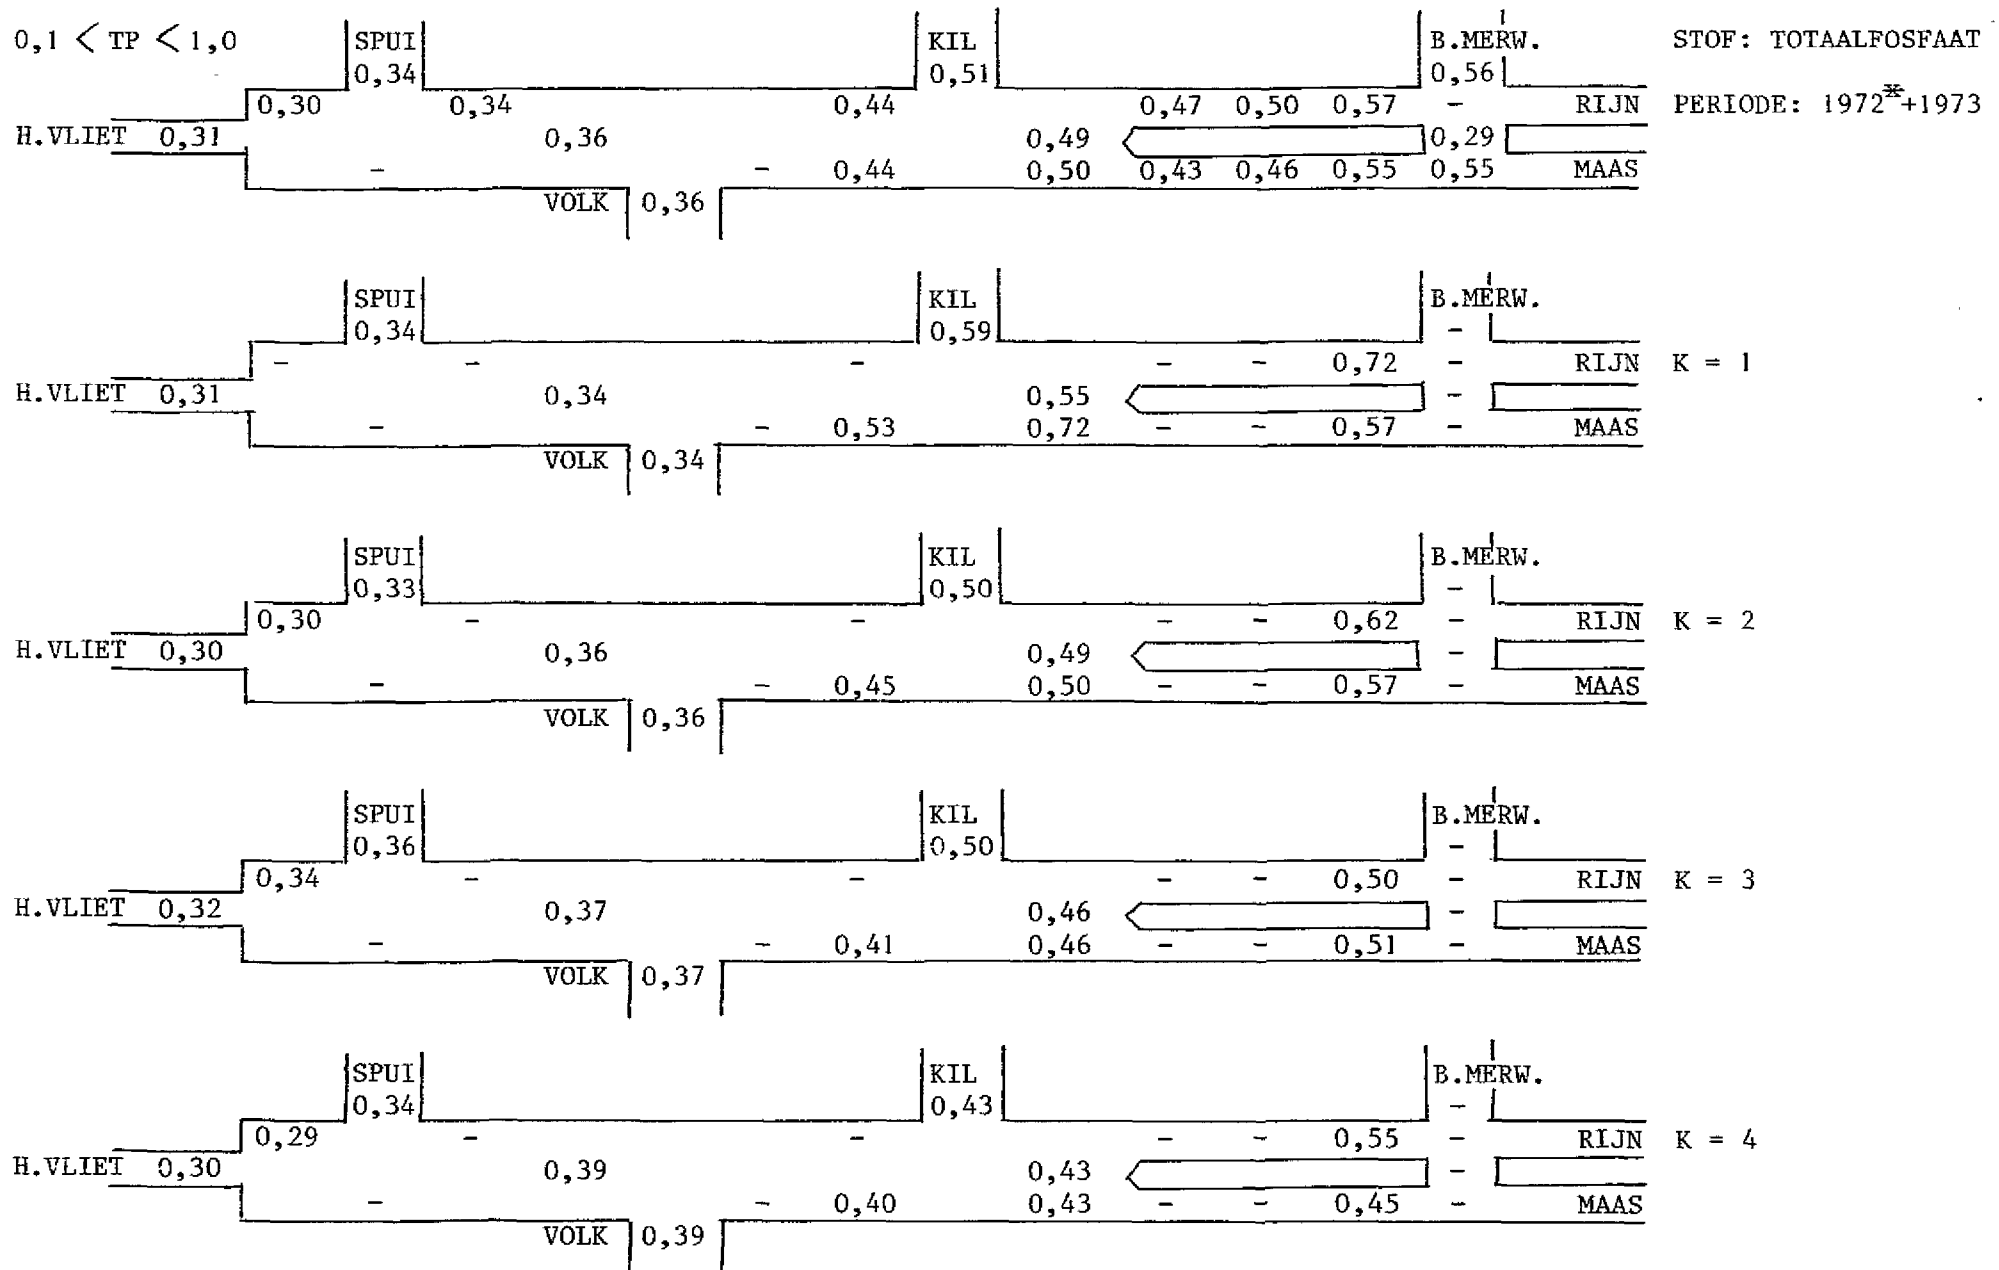 0,1 < TP < 1,0 SPUI KIL B.MERW. STOF: TOTAALFOSFAAT
0,34 0,51 0,56
0,30 0,34 0,44 0,47 0,50 0,57 - RIJN PERIODE: 1972*+1973
H.VLIET 0,31 0,36 0,49 0,29
- - 0,44 0,50 0,43 0,46 0,55 0,55 MAAS
VOLK 0,36
SPUI KIL B.MERW.
0,34 0,59 -
- - - - - 0,72 - RIJN K = 1
H.VLIET 0,31 0,34 0,55 -
- - 0,53 0,72 - - 0,57 - MAAS
VOLK 0,34
SPUI KIL B.MERW.
0,33 0,50 -
0,30 - - - - 0,62 - RIJN K = 2
H.VLIET 0,30 0,36 0,49 -
- - 0,45 0,50 - - 0,57 - MAAS
VOLK 0,36
SPUI KIL B.MERW.
0,36 0,50 -
0,34 - - - - 0,50 - RIJN K = 3
H.VLIET 0,32 0,37 0,46 -
- - 0,41 0,46 - - 0,51 - MAAS
VOLK 0,37
SPUI KIL B.MERW.
0,34 0,43 -
0,29 - - - - 0,55 - RIJN K = 4
H.VLIET 0,30 0,39 0,43 -
- - 0,40 0,43 - - 0,45 - MAAS
VOLK 0,39